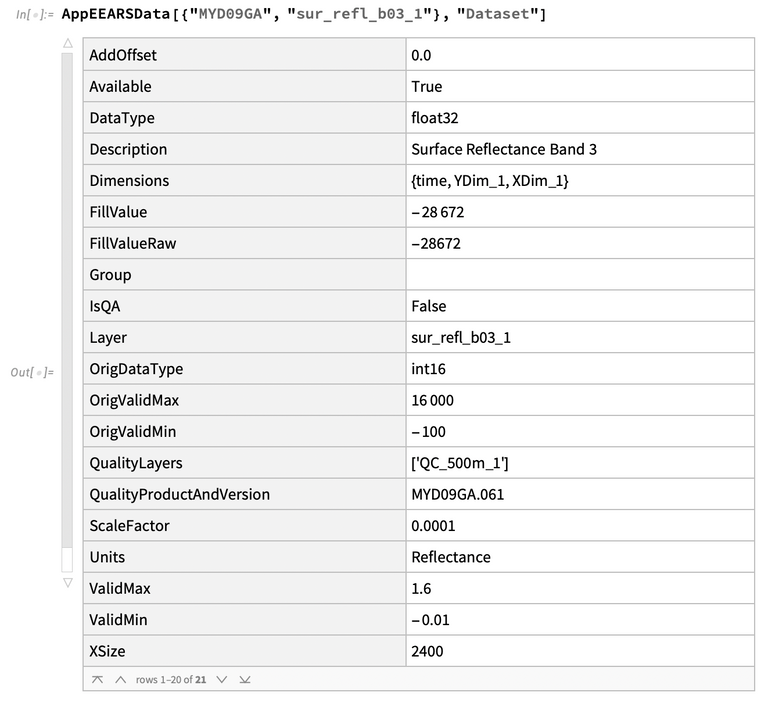 In[●]:= AppEEARSData[{"MYD09GA", "sur_refl_b03_1"}, "Dataset"]
AddOffset 0.0
Available True
DataType float32
Description Surface Reflectance Band 3
Dimensions {time, YDim_1, XDim_1}
FillValue −28 672
FillValueRaw −28672
Group
IsQA False
Layer sur_refl_b03_1
Out[●]=
OrigDataType int16
OrigValidMax 16 000
OrigValidMin −100
QualityLayers ['QC_500m_1']
QualityProductAndVersion MYD09GA.061
ScaleFactor 0.0001
Units Reflectance
ValidMax 1.6
ValidMin −0.01
XSize 2400
rows 1–20 of 21